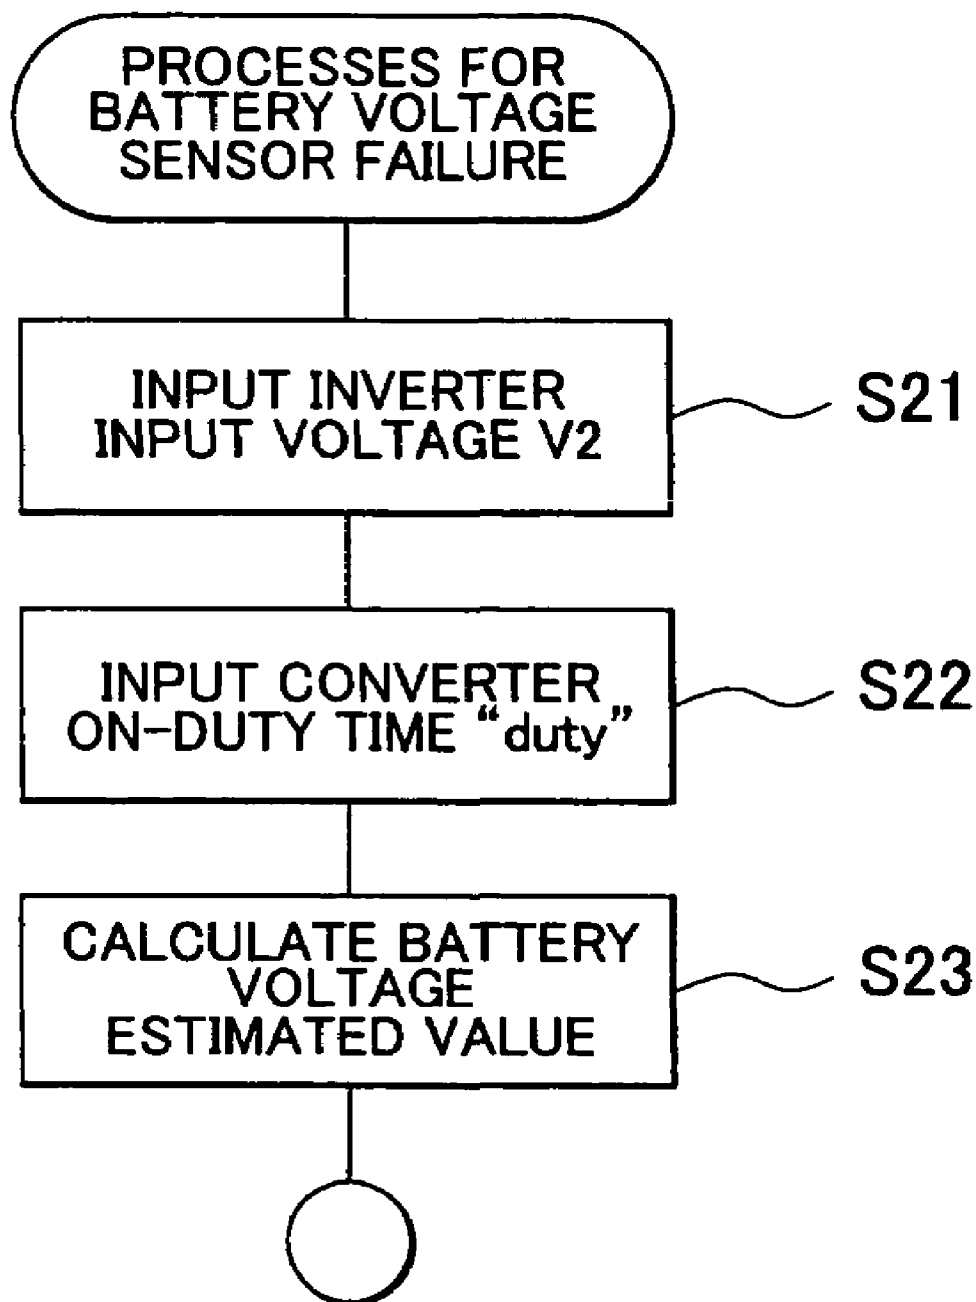 PROCESSES FOR
BATTERY VOLTAGE
SENSOR FAILURE
INPUT INVERTER
INPUT VOLTAGE V2
S21
INPUT CONVERTER
ON-DUTY TIME “duty”
S22
CALCULATE BATTERY
VOLTAGE
ESTIMATED VALUE
S23